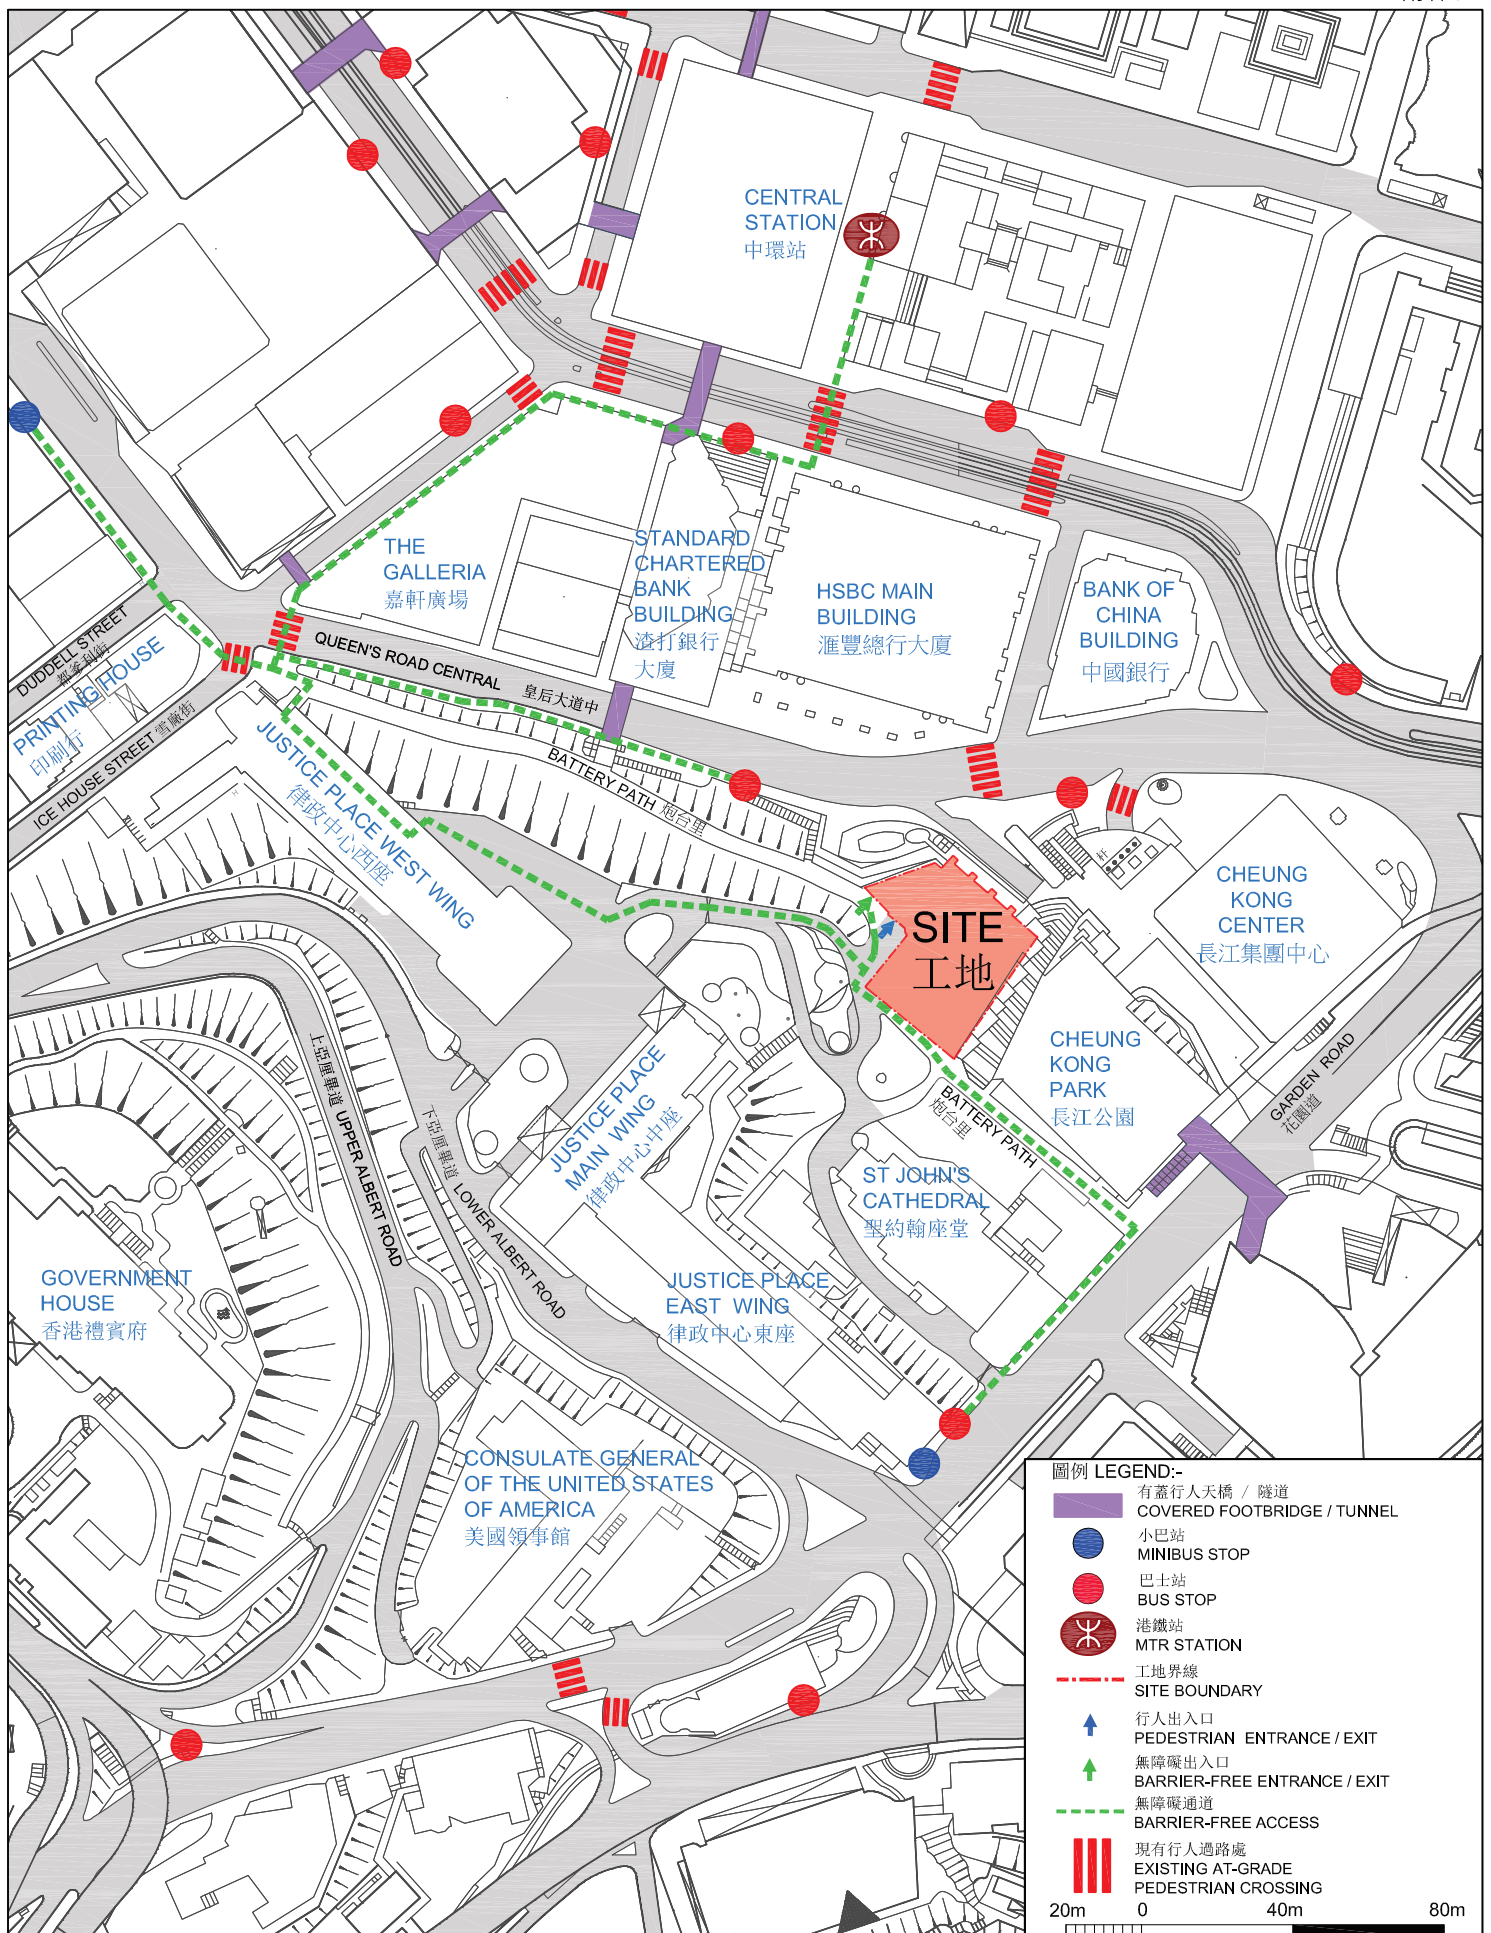 CENTRAL
STATION
中環站
THE
GALLERIA
嘉軒廣場
STANDARD
CHARTERED
BANK
BUILDING
渣打銀行
大廈
HSBC MAIN
BUILDING
滙豐總行大廈
BANK OF
CHINA
BUILDING
中國銀行
DUDDELL STREET
都爹利街
PRINTING HOUSE
印刷行
ICE HOUSE STREET 雪廠街
QUEEN'S ROAD CENTRAL 皇后大道中
BATTERY PATH 炮台里
JUSTICE PLACE WEST WING
律政中心西座
SITE
工地
CHEUNG
KONG
CENTER
長江集團中心
CHEUNG
KONG
PARK
長江公園
GARDEN ROAD
花園道
BATTERY PATH
炮台里
JUSTICE PLACE
MAIN WING
律政中心中座
ST JOHN'S
CATHEDRAL
聖約翰座堂
上亞厘畢道 UPPER ALBERT ROAD
下亞厘畢道 LOWER ALBERT ROAD
GOVERNMENT
HOUSE
香港禮賓府
JUSTICE PLACE
EAST WING
律政中心東座
CONSULATE GENERAL
OF THE UNITED STATES
OF AMERICA
美國領事館
圖例 LEGEND:-
有蓋行人天橋 / 隧道
COVERED FOOTBRIDGE / TUNNEL
小巴站
MINIBUS STOP
巴士站
BUS STOP
港鐵站
MTR STATION
工地界線
SITE BOUNDARY
行人出入口
PEDESTRIAN ENTRANCE / EXIT
無障礙出入口
BARRIER-FREE ENTRANCE / EXIT
無障礙通道
BARRIER-FREE ACCESS
現有行人過路處
EXISTING AT-GRADE
PEDESTRIAN CROSSING
20m 0 40m 80m